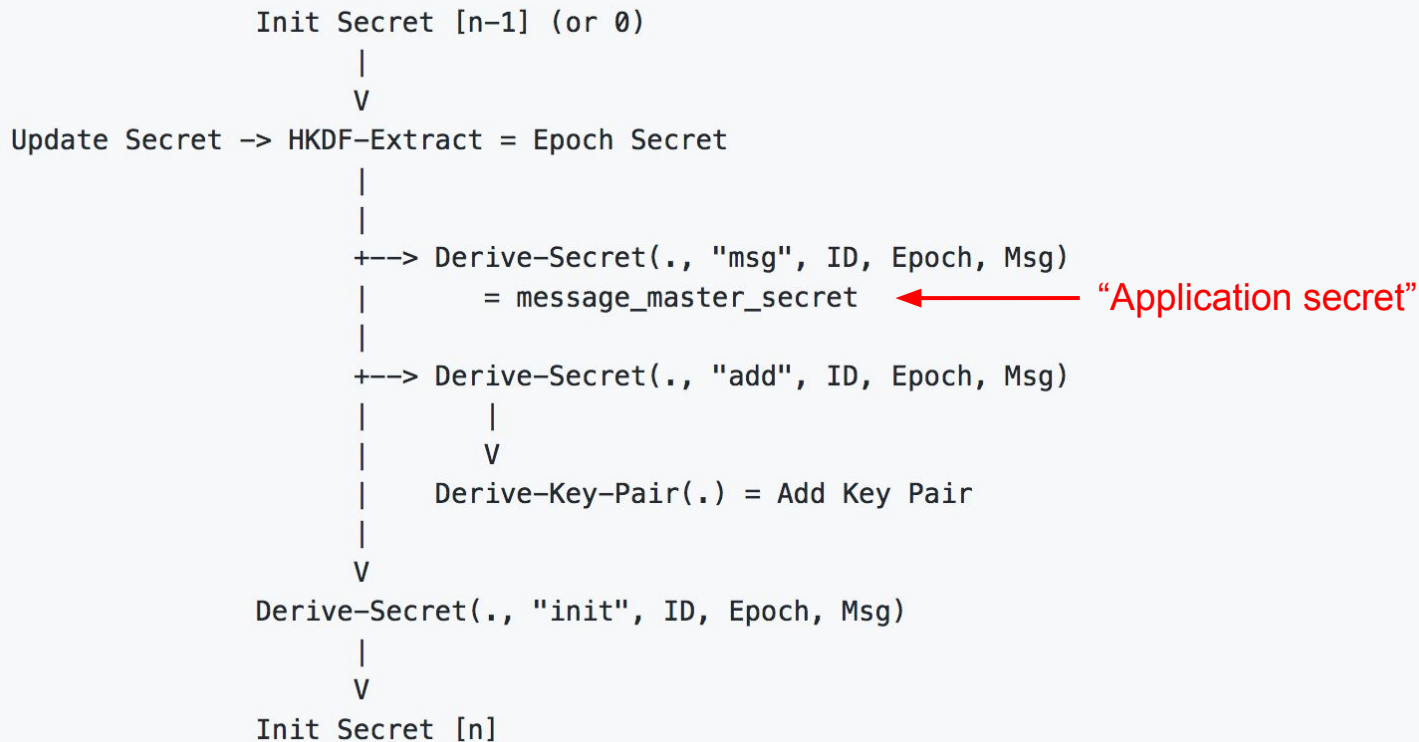 Init Secret [n-1] (or 0)
|
V
Update Secret -> HKDF-Extract = Epoch Secret
|
|
+--> Derive-Secret(., "msg", ID, Epoch, Msg)
| = message_master_secret “Application secret”
|
+--> Derive-Secret(., "add", ID, Epoch, Msg)
| |
| V
| Derive-Key-Pair(.) = Add Key Pair
|
V
Derive-Secret(., "init", ID, Epoch, Msg)
|
V
Init Secret [n]